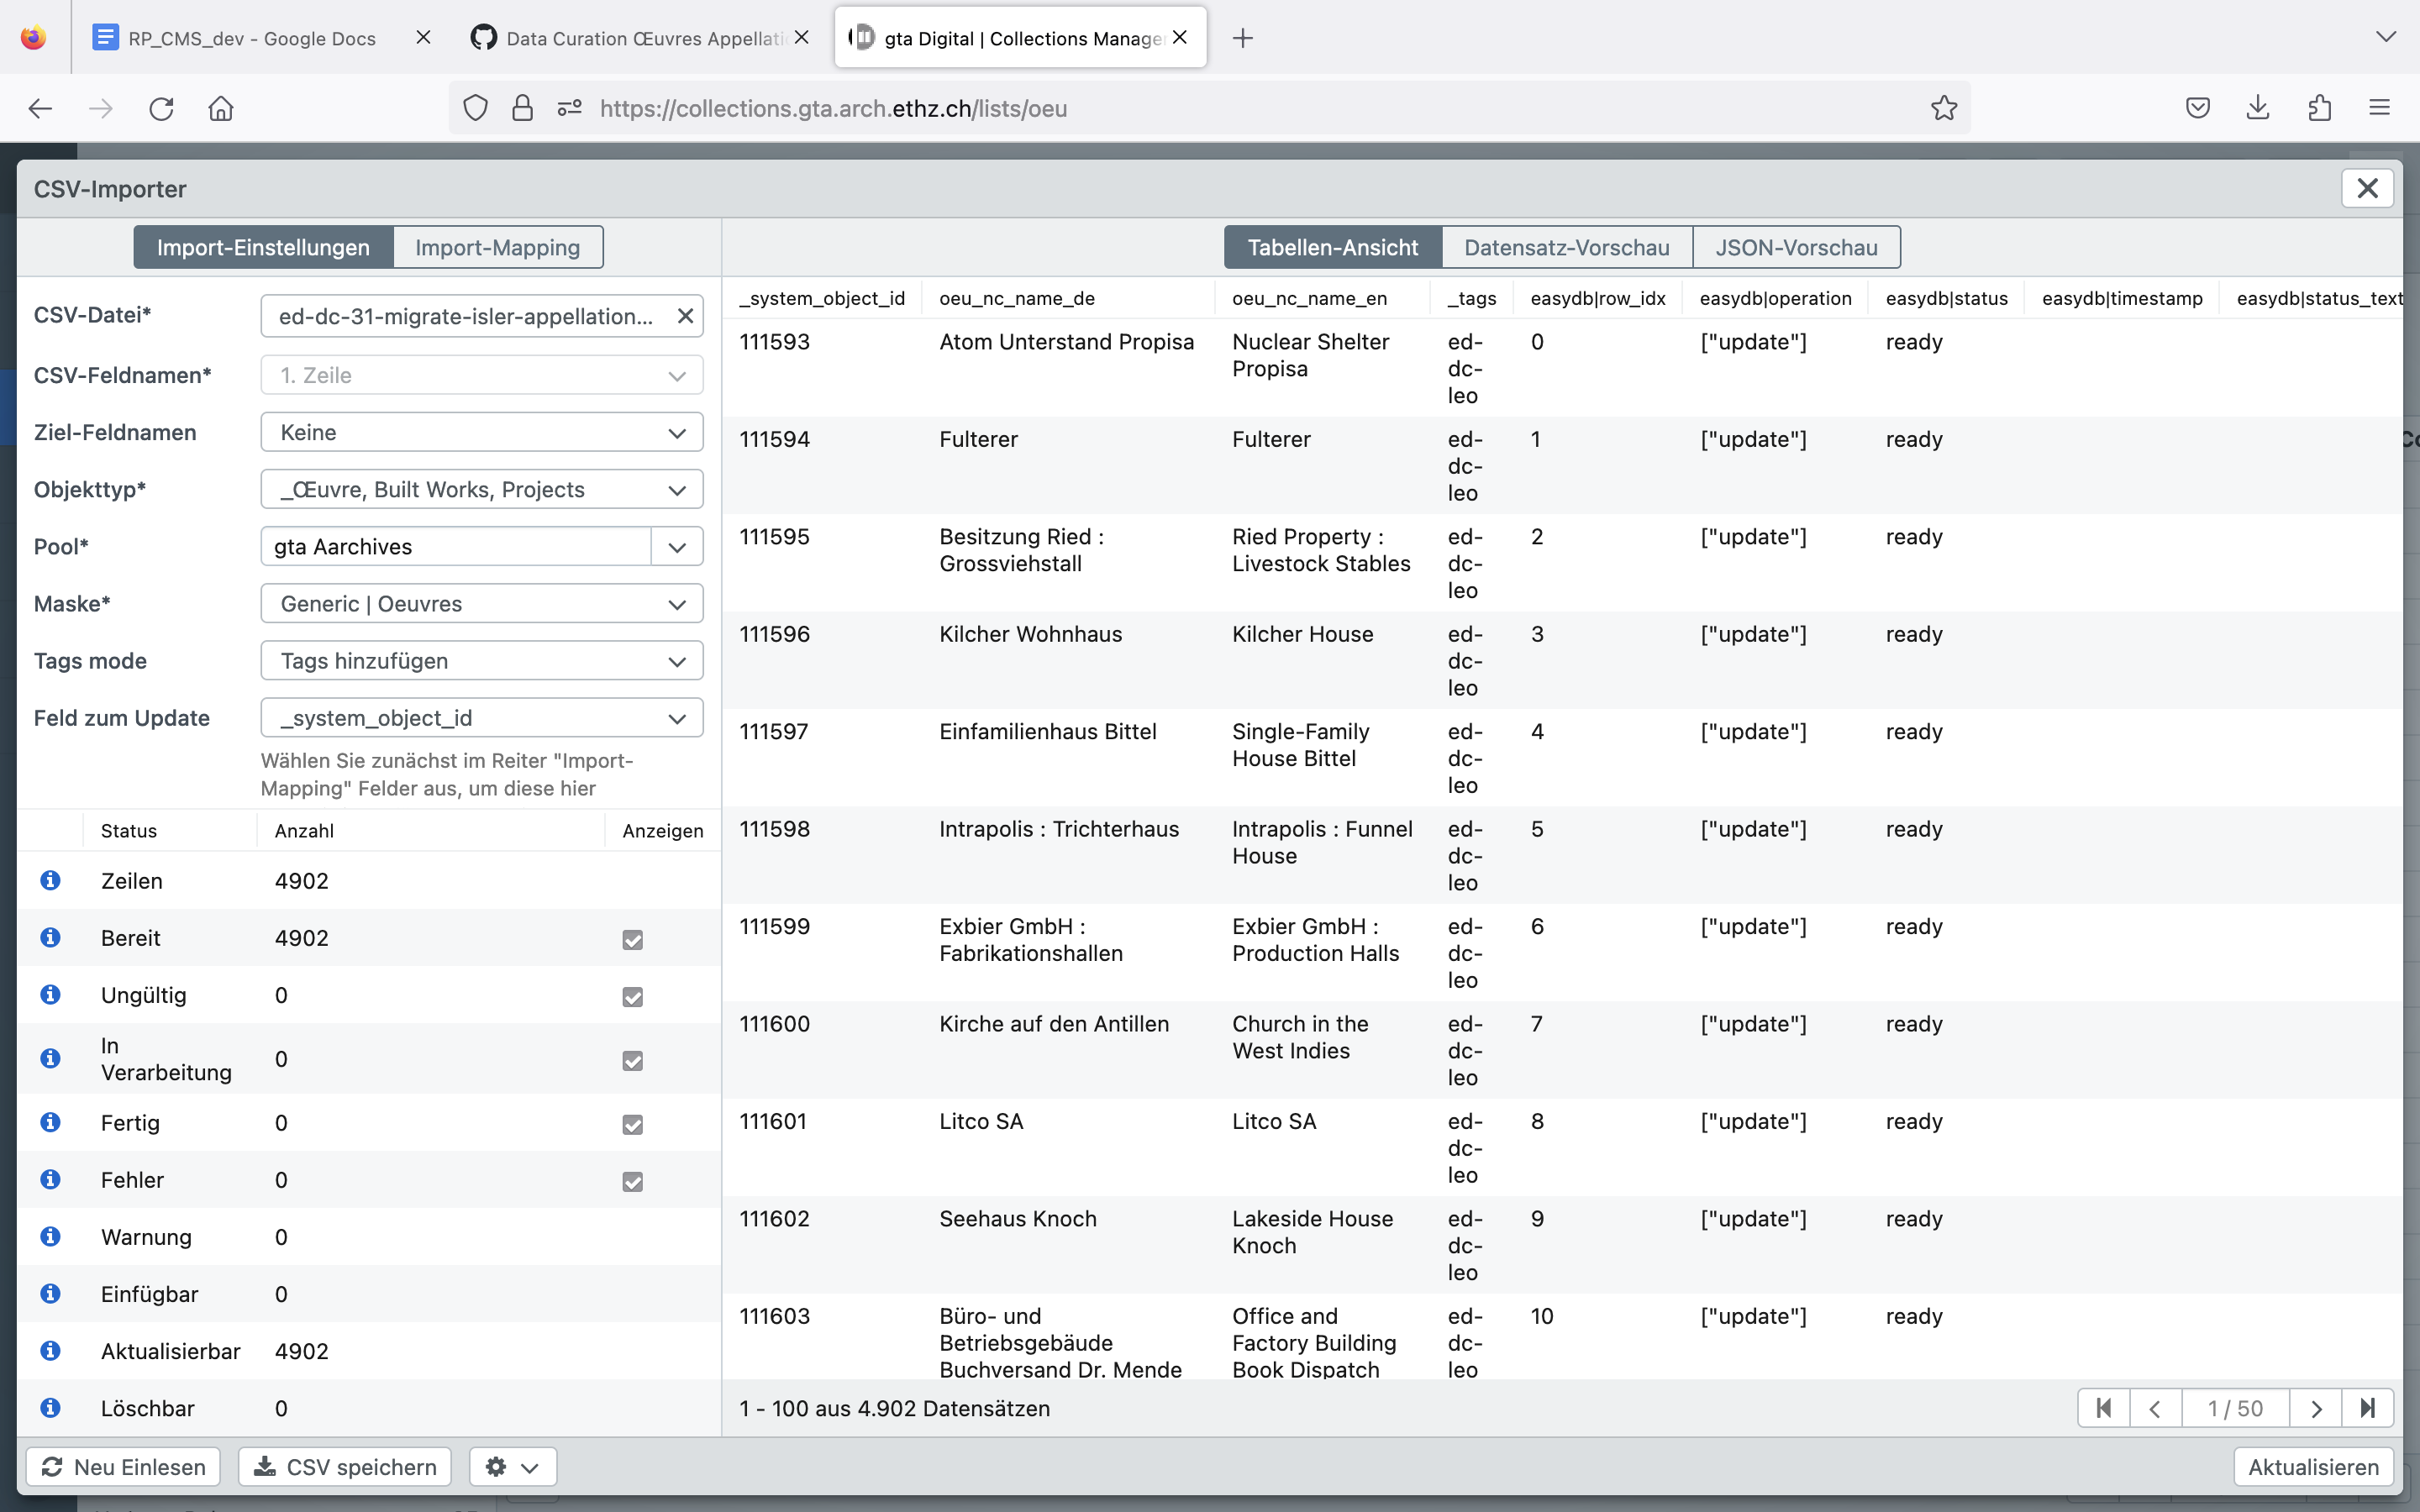 RP_CMS_dev - Google Docs
Data Curation Œuvres Appellati
gta Digital | Collections Manage
https://collections.gta.arch.ethz.ch/lists/oeu
CSV-Importer
Import-Einstellungen
Import-Mapping
Tabellen-Ansicht
Datensatz-Vorschau
JSON-Vorschau
CSV-Datei*
ed-dc-31-migrate-isler-appellation...
CSV-Feldnamen*
1. Zeile
Ziel-Feldnamen
Keine
Objekttyp*
_Œuvre, Built Works, Projects
Pool*
gta Aarchives
Maske*
Generic | Oeuvres
Tags mode
Tags hinzufügen
Feld zum Update
_system_object_id
Wählen Sie zunächst im Reiter "Import-
Mapping" Felder aus, um diese hier
Status Anzahl Anzeigen
Zeilen 4902
Bereit 4902
Ungültig 0
In
Verarbeitung 0
Fertig 0
Fehler 0
Warnung 0
Einfügbar 0
Aktualisierbar 4902
Löschbar 0
_system_object_id oeu_nc_name_de oeu_nc_name_en _tags easydb|row_idx easydb|operation easydb|status easydb|timestamp easydb|status_text
111593 Atom Unterstand Propisa Nuclear Shelter ed- 0 ["update"] ready
Propisa dc-
leo
111594 Fulterer Fulterer ed- 1 ["update"] ready
dc-
leo
111595 Besitzung Ried : Ried Property : ed- 2 ["update"] ready
Grossviehstall Livestock Stables dc-
leo
111596 Kilcher Wohnhaus Kilcher House ed- 3 ["update"] ready
dc-
leo
111597 Einfamilienhaus Bittel Single-Family ed- 4 ["update"] ready
House Bittel dc-
leo
111598 Intrapolis : Trichterhaus Intrapolis : Funnel ed- 5 ["update"] ready
House dc-
leo
111599 Exbier GmbH : Exbier GmbH : ed- 6 ["update"] ready
Fabrikationshallen Production Halls dc-
leo
111600 Kirche auf den Antillen Church in the ed- 7 ["update"] ready
West Indies dc-
leo
111601 Litco SA Litco SA ed- 8 ["update"] ready
dc-
leo
111602 Seehaus Knoch Lakeside House ed- 9 ["update"] ready
Knoch dc-
leo
111603 Büro- und Office and ed- 10 ["update"] ready
Betriebsgebäude Factory Building dc-
Buchversand Dr. Mende Book Dispatch leo
1 - 100 aus 4.902 Datensätzen
1 / 50
Neu Einlesen
CSV speichern
Aktualisieren